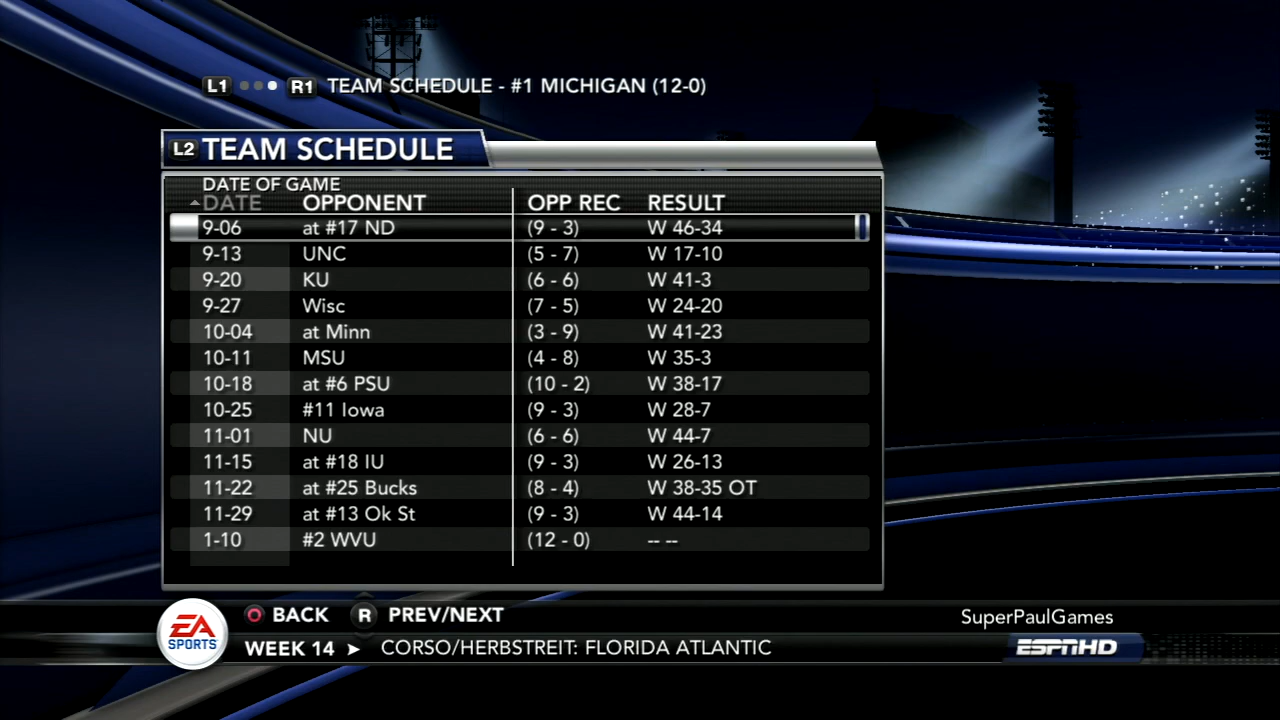 L1 R1 TEAM SCHEDULE - #1 MICHIGAN (12-0)
L2 TEAM SCHEDULE
DATE OF GAME
DATE OPPONENT OPP REC RESULT
9-06 at #17 ND (9 - 3) W 46-34
9-13 UNC (5 - 7) W 17-10
9-20 KU (6 - 6) W 41-3
9-27 Wisc (7 - 5) W 24-20
10-04 at Minn (3 - 9) W 41-23
10-11 MSU (4 - 8) W 35-3
10-18 at #6 PSU (10 - 2) W 38-17
10-25 #11 Iowa (9 - 3) W 28-7
11-01 NU (6 - 6) W 44-7
11-15 at #18 IU (9 - 3) W 26-13
11-22 at #25 Bucks (8 - 4) W 38-35 OT
11-29 at #13 Ok St (9 - 3) W 44-14
1-10 #2 WVU (12 - 0) -- --
BACK R PREV/NEXT SuperPaulGames
EA SPORTS WEEK 14 CORSO/HERBSTREIT: FLORIDA ATLANTIC ESPNHD